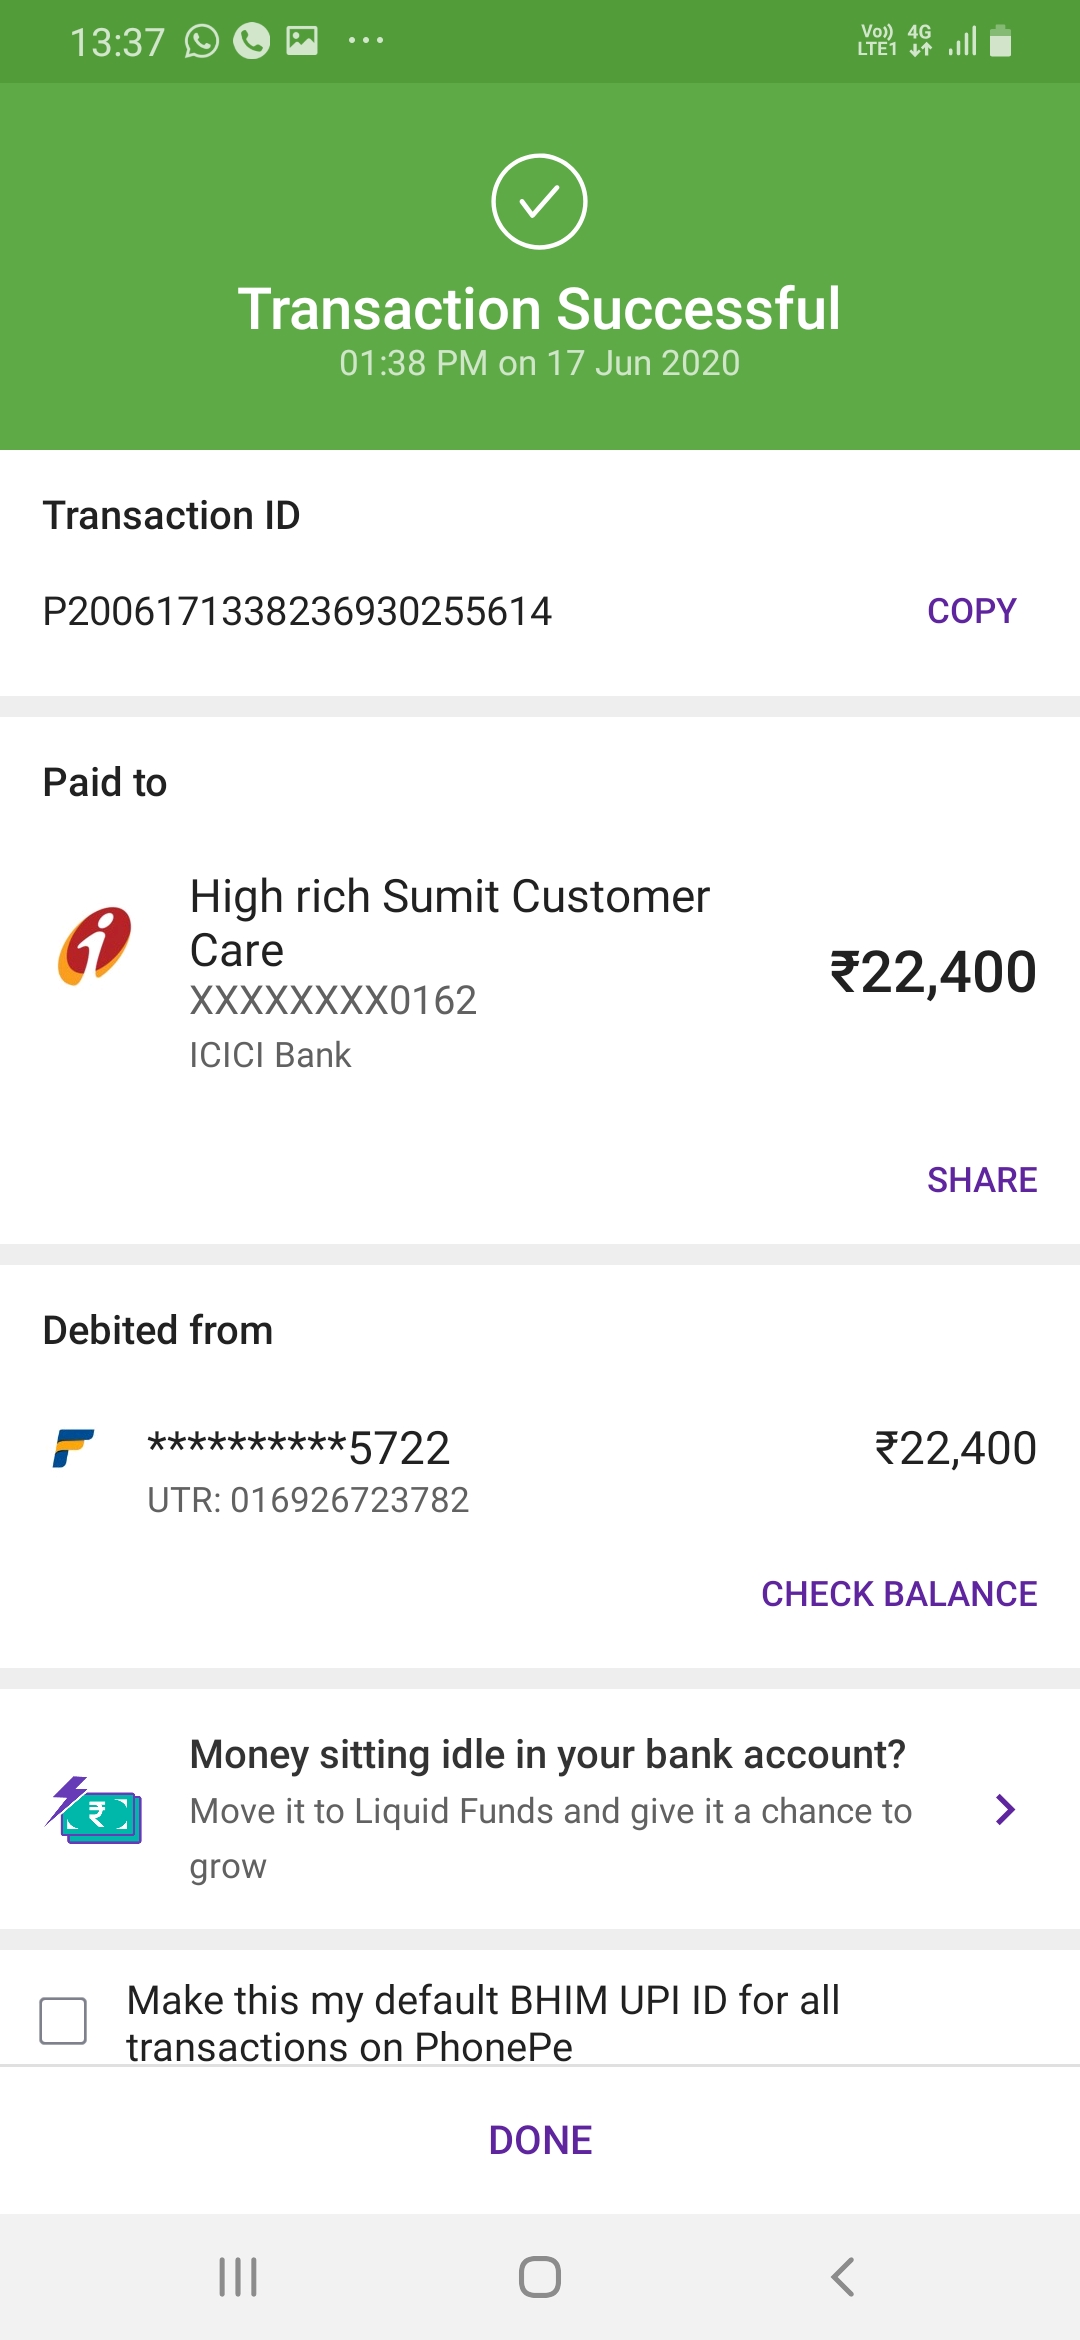 13:37
Vo)) 4G
LTE1
Transaction Successful
01:38 PM on 17 Jun 2020
Transaction ID
P2006171338236930255614
COPY
Paid to
High rich Sumit Customer
Care
XXXXXXXX0162
ICICI Bank
₹22,400
SHARE
Debited from
**********5722
₹22,400
UTR: 016926723782
CHECK BALANCE
Money sitting idle in your bank account?
Move it to Liquid Funds and give it a chance to
grow
Make this my default BHIM UPI ID for all
transactions on PhonePe
DONE